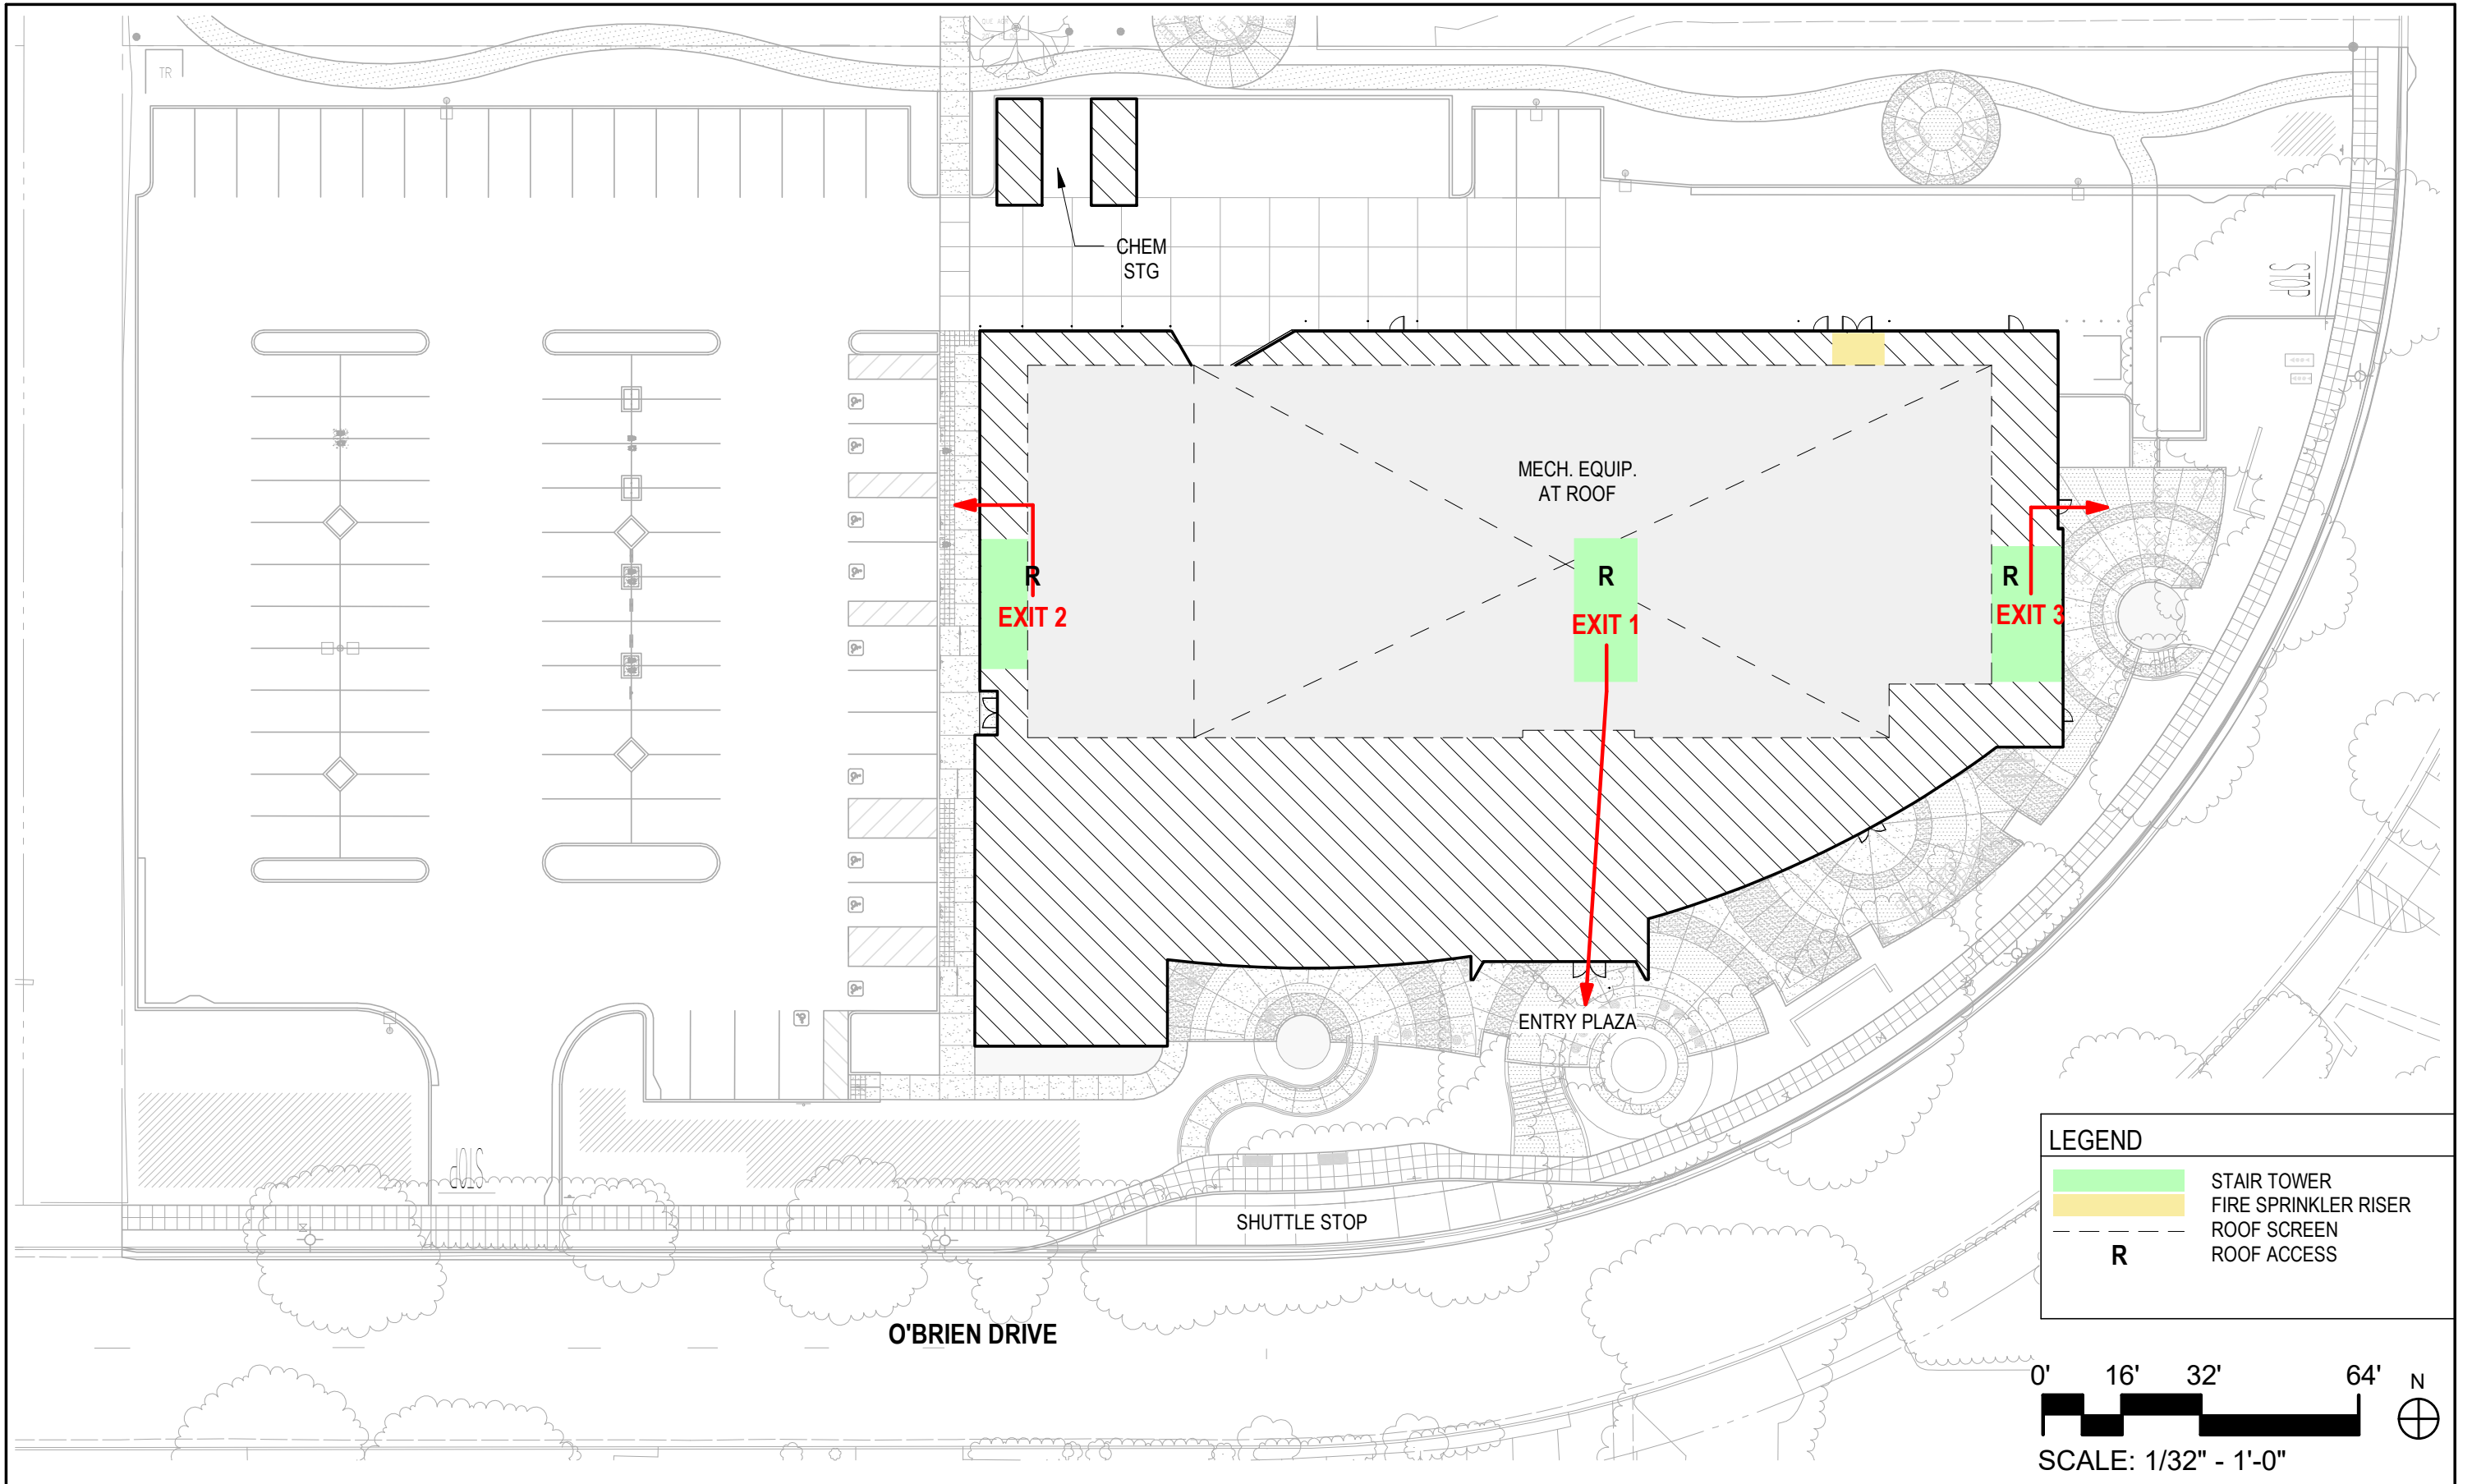 TR
CHEM
STG
STOP
MECH. EQUIP.
AT ROOF
R
R
R
EXIT 2
EXIT 1
EXIT 3
ENTRY PLAZA
STOP
SHUTTLE STOP
O'BRIEN DRIVE
LEGEND
STAIR TOWER
FIRE SPRINKLER RISER
ROOF SCREEN
R ROOF ACCESS
0' 16' 32' 64'
N
SCALE: 1/32" - 1'-0"